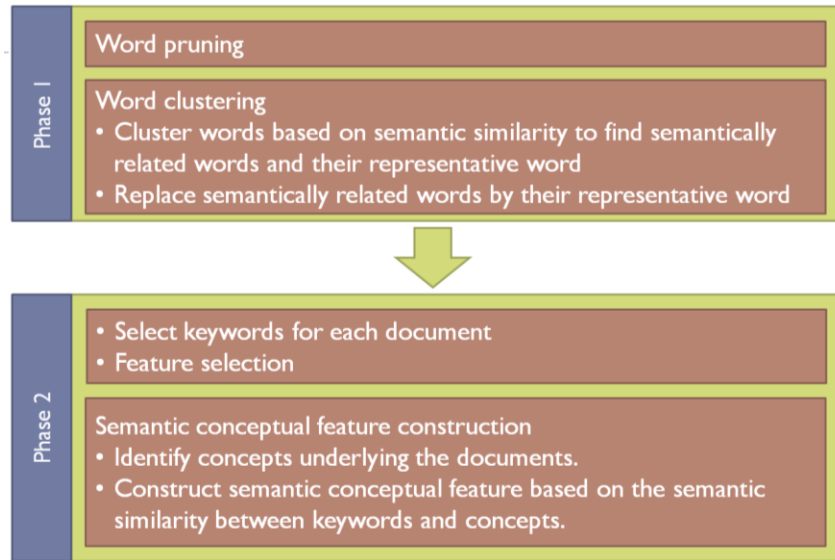 Phase 1
Word pruning
Word clustering
• Cluster words based on semantic similarity to find semantically
related words and their representative word
• Replace semantically related words by their representative word
Phase 2
• Select keywords for each document
• Feature selection
Semantic conceptual feature construction
• Identify concepts underlying the documents.
• Construct semantic conceptual feature based on the semantic
similarity between keywords and concepts.